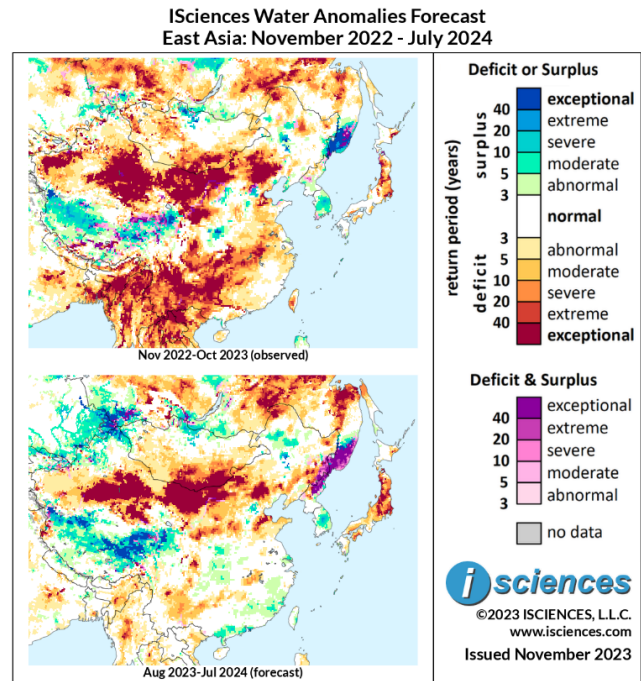 ISciences Water Anomalies Forecast
East Asia: November 2022 - July 2024
Nov 2022-Oct 2023 (observed)
Aug 2023-Jul 2024 (forecast)
Deficit or Surplus
return period (years)
surplus
deficit
exceptional
40
extreme
20
severe
10
moderate
5
abnormal
3
normal
3
abnormal
5
moderate
10
severe
20
extreme
40
exceptional
Deficit & Surplus
exceptional
40
extreme
20
severe
10
moderate
5
abnormal
3
no data
i sciences
©2023 ISCIENCES, L.L.C.
www.isciences.com
Issued November 2023